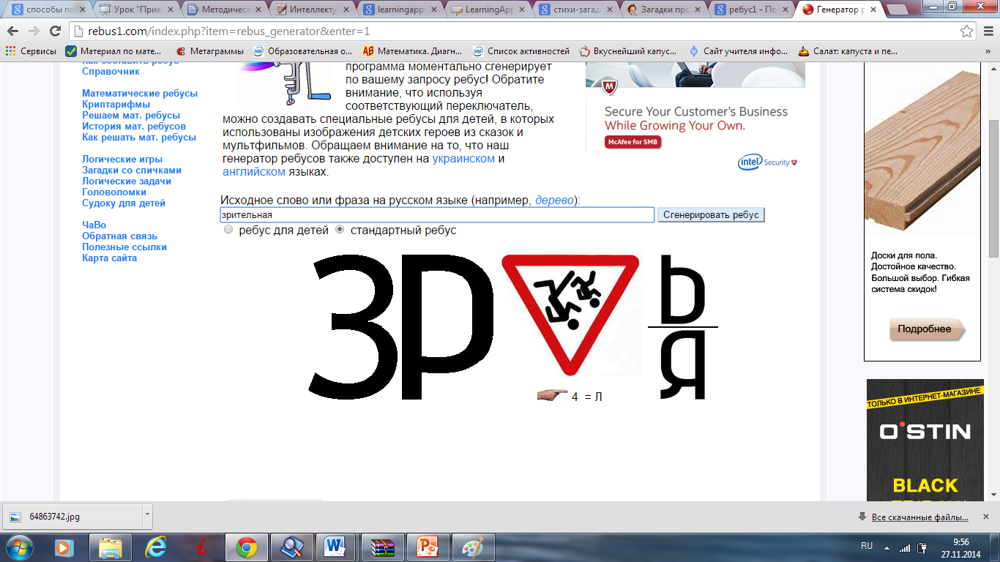 способы по
Урок "Прие
Методическ
Интеллекту
learningapp
LearningApp
стихи-загад
Загадки про
ребус1 - По
Генератор р
rebus1.com/index.php?item=rebus_generator&enter=1
Сервисы
Материал по мате...
Метаграммы
Образовательная о...
Математика. Диагн...
Список активностей
Вкуснейший капус...
Сайт учителя инфо...
Салат: капуста и пе...
»
Как составить ребус
Справочник
Математические ребусы
Криптарифмы
Решаем мат. ребусы
История мат. ребусов
Как решать мат. ребусы
Логические игры
Загадки со спичками
Логические задачи
Головоломки
Судоку для детей
ЧаВо
Обратная связь
Полезные ссылки
Карта сайта
программа моментально сгенерирует
по вашему запросу ребус! Обратите
внимание, что используя
соответствующий переключатель,
можно создавать специальные ребусы для детей, в которых
использованы изображения детских героев из сказок и
мультфильмов. Обращаем внимание на то, что наш
генератор ребусов также доступен на украинском и
английском языках.
Исходное слово или фраза на русском языке (например, дерево):
зрительная
Сгенерировать ребус
ребус для детей стандартный ребус
ЗР
4 = Л
Ь
Я
Secure Your Customer's Business
While Growing Your Own.
McAfee for SMB
intel Security
Доски для пола.
Достойное качество.
Большой выбор. Гибкая
система скидок!
Подробнее
ТОЛЬКО В ИНТЕРНЕТ-МАГАЗИНЕ
O'STIN
BLACK
64863742.jpg
Все скачанные файлы...
RU
9:56
27.11.2014